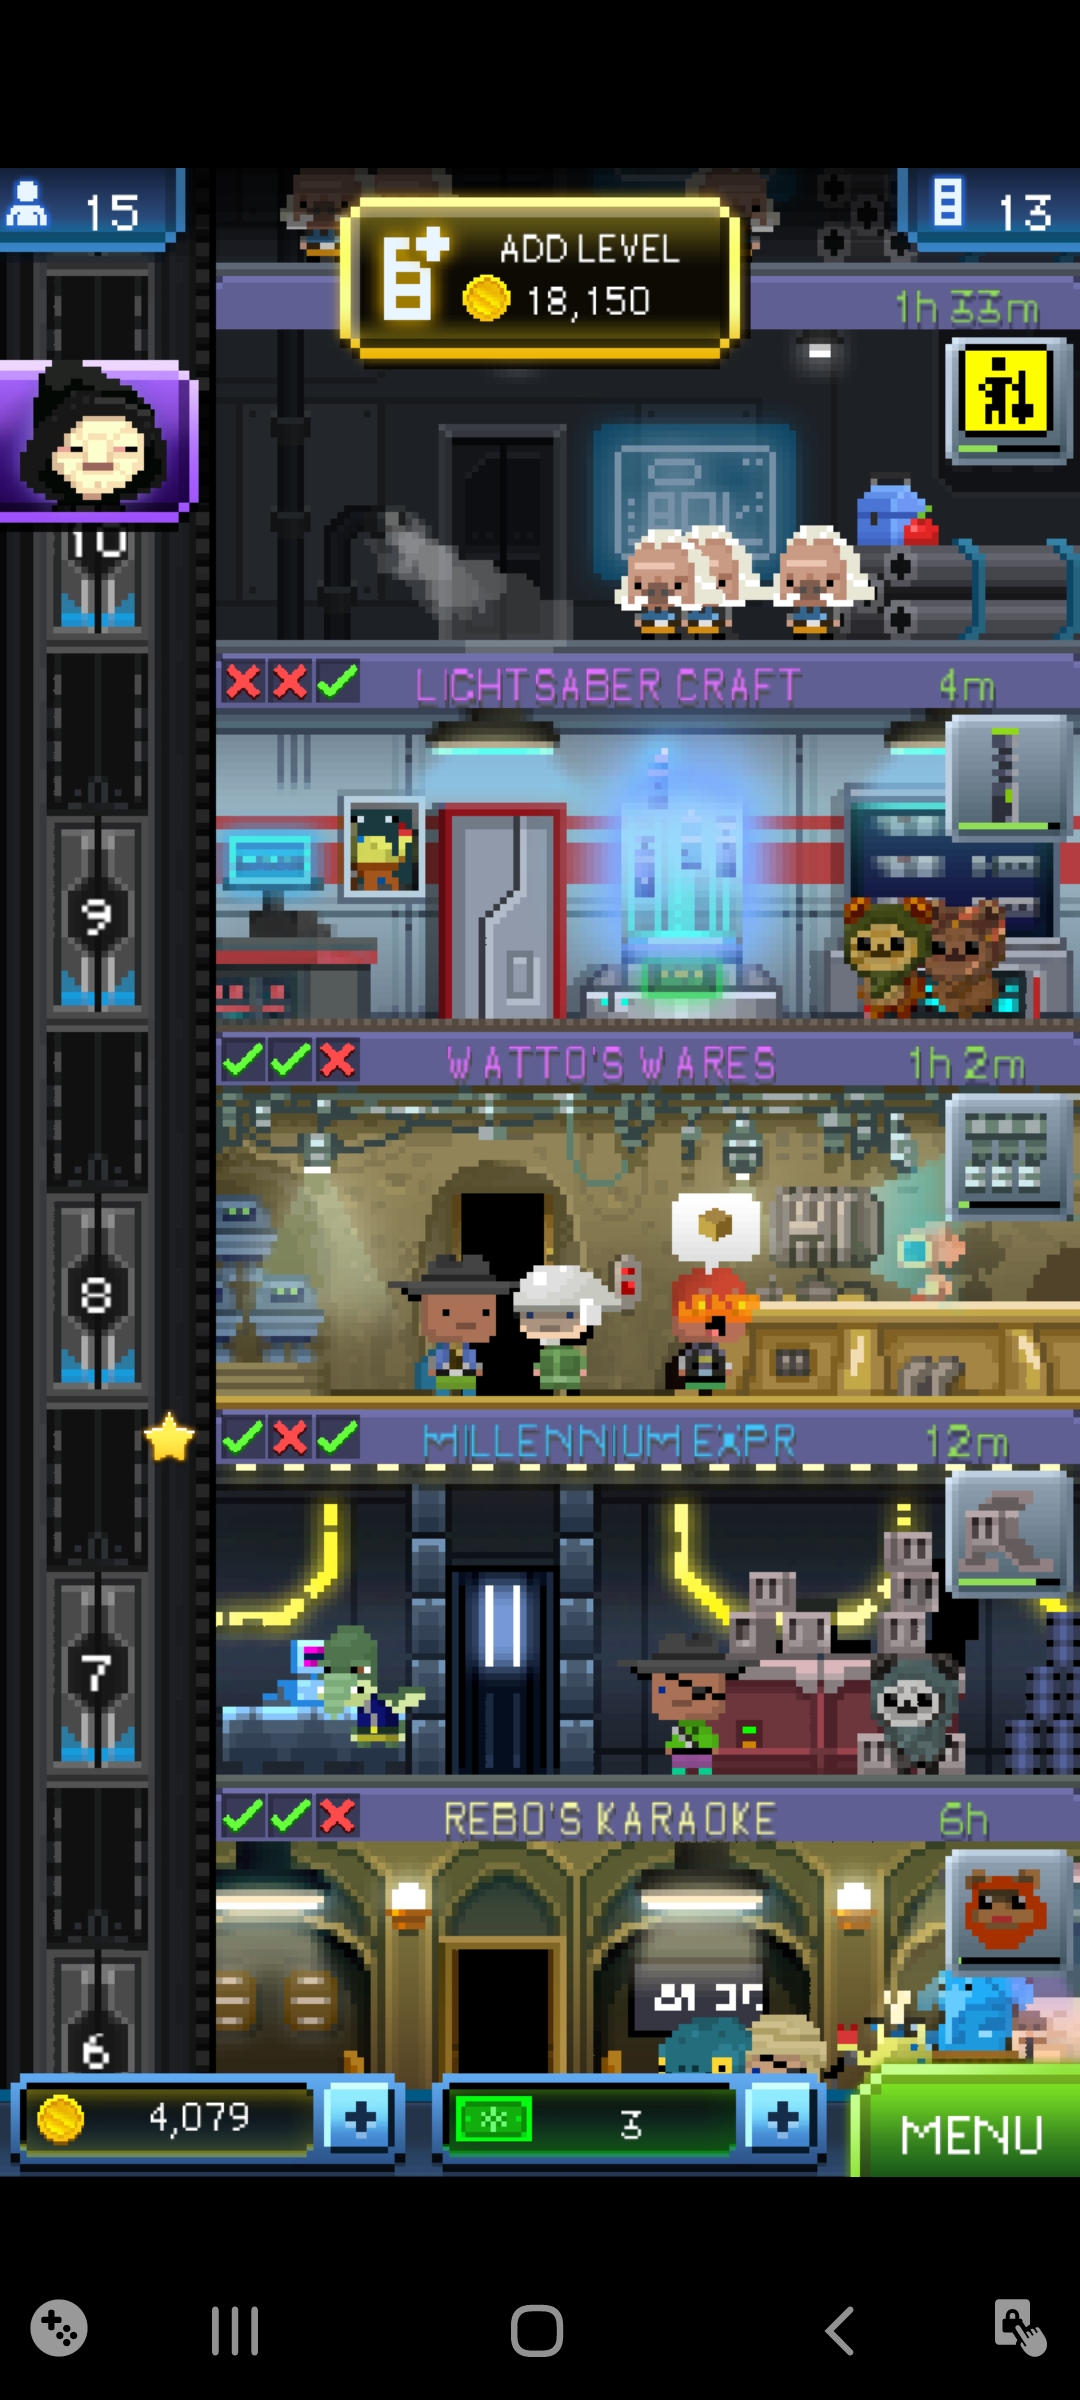 15
13
ADD LEVEL
18,150
1h 33m
10
LIGHTSABER CRAFT
4m
9
WATTO'S WARES
1h 2m
8
MILLENNIUM EXPR
12m
7
REBO'S KARAOKE
6h
6
4,079
3
MENU